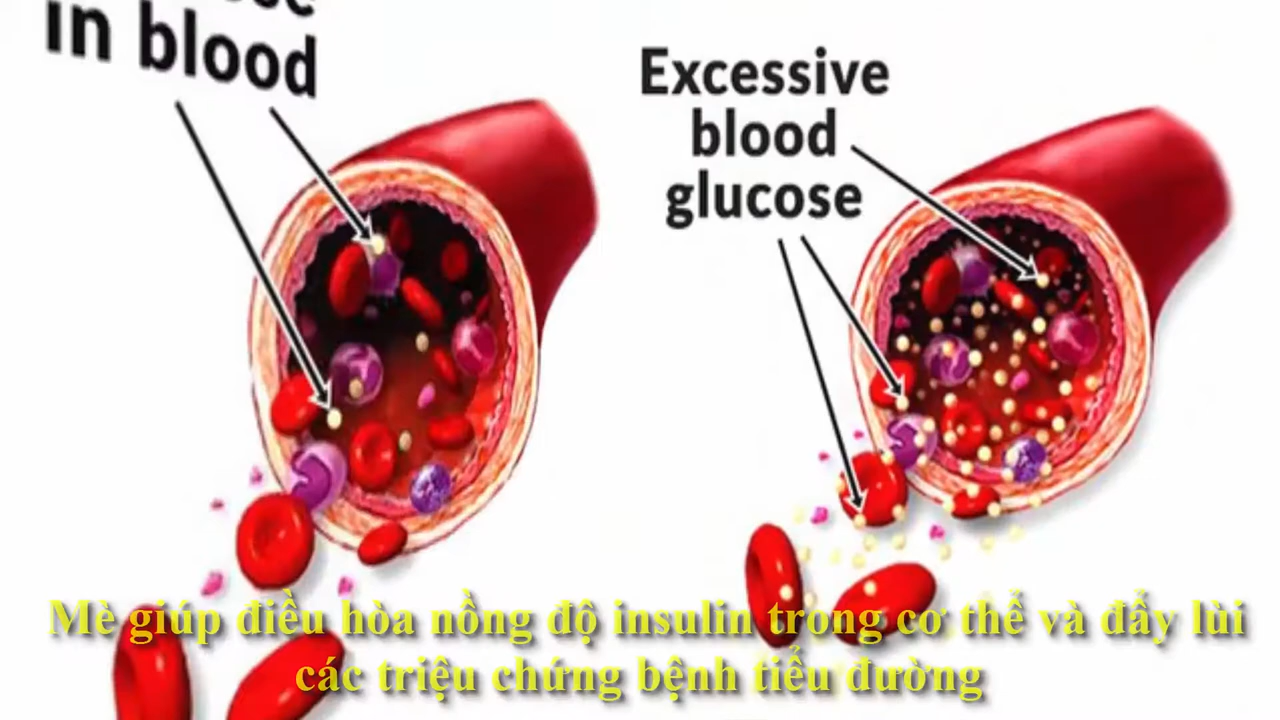 in blood
Excessive
blood
glucose
Mè giúp điều hòa nồng độ insulin trong cơ thể và đẩy lùi
các triệu chứng bệnh tiểu đường